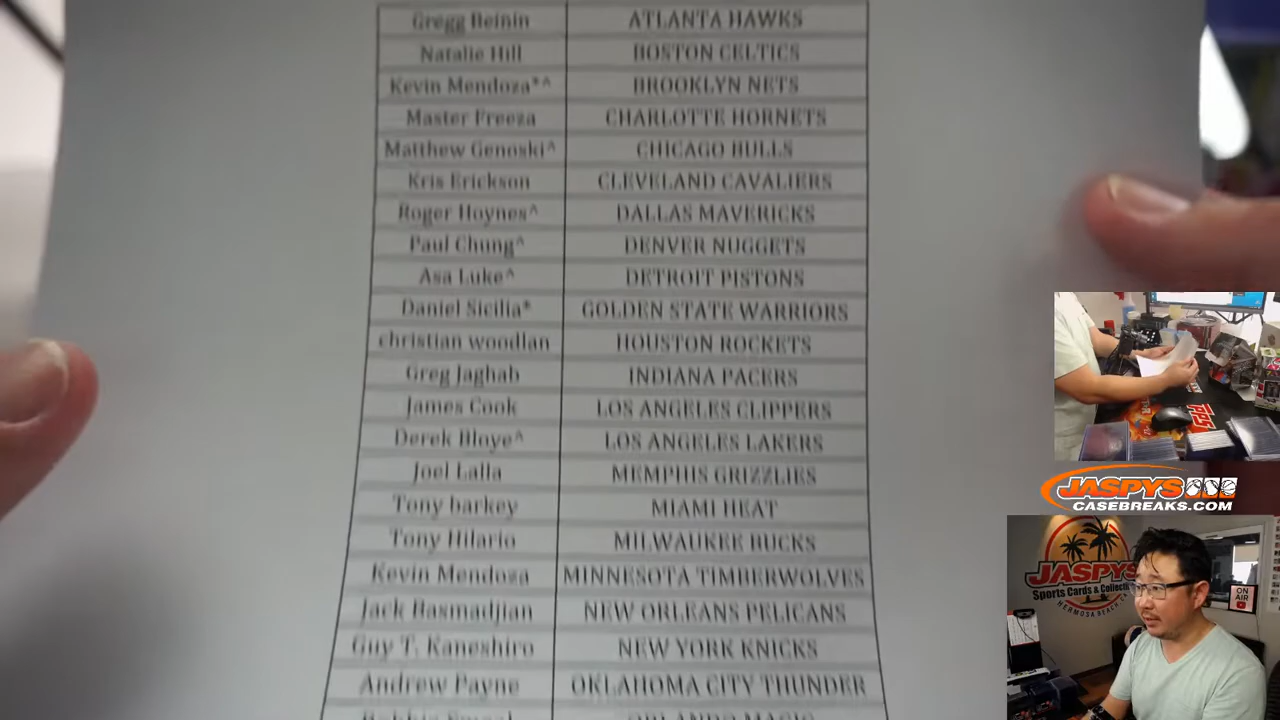 Gregg Beinin ATLANTA HAWKS
Natalie Hill BOSTON CELTICS
Kevin Mendoza*^ BROOKLYN NETS
Master Freeza CHARLOTTE HORNETS
Matthew Genoski^ CHICAGO BULLS
Kris Erickson CLEVELAND CAVALIERS
Roger Hoynes^ DALLAS MAVERICKS
Paul Chung^ DENVER NUGGETS
Asa Luke^ DETROIT PISTONS
Daniel Sicilia* GOLDEN STATE WARRIORS
christian woodlan HOUSTON ROCKETS
Greg Jaghab INDIANA PACERS
James Cook LOS ANGELES CLIPPERS
Derek Bloye^ LOS ANGELES LAKERS
Joel Lalla MEMPHIS GRIZZLIES
Tony barkey MIAMI HEAT
Tony Hilario MILWAUKEE BUCKS
Kevin Mendoza MINNESOTA TIMBERWOLVES
Jack Basmadjian NEW ORLEANS PELICANS
Guy T. Kaneshiro NEW YORK KNICKS
Andrew Payne OKLAHOMA CITY THUNDER
ORLANDO MAGIC
TOPPS
JASPYS
CASEBREAKS.COM
JASPYS
Sports Cards & Collectibles
HERMOSA BEACH
ON
AIR